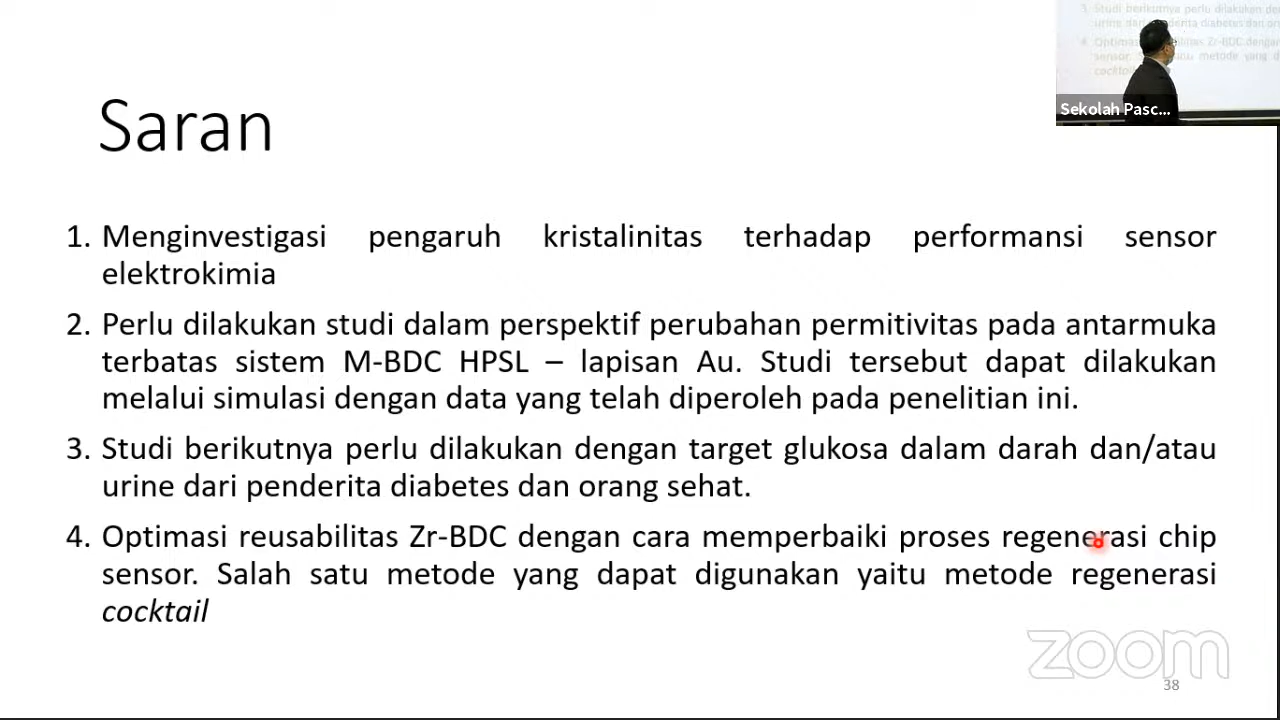 Saran
1. Menginvestigasi pengaruh kristalinitas terhadap performansi sensor
elektrokimia
2. Perlu dilakukan studi dalam perspektif perubahan permitivitas pada antarmuka
terbatas sistem M-BDC HPSL – lapisan Au. Studi tersebut dapat dilakukan
melalui simulasi dengan data yang telah diperoleh pada penelitian ini.
3. Studi berikutnya perlu dilakukan dengan target glukosa dalam darah dan/atau
urine dari penderita diabetes dan orang sehat.
4. Optimasi reusabilitas Zr-BDC dengan cara memperbaiki proses regenerasi chip
sensor. Salah satu metode yang dapat digunakan yaitu metode regenerasi
cocktail
Sekolah Pasc...
zoom
38